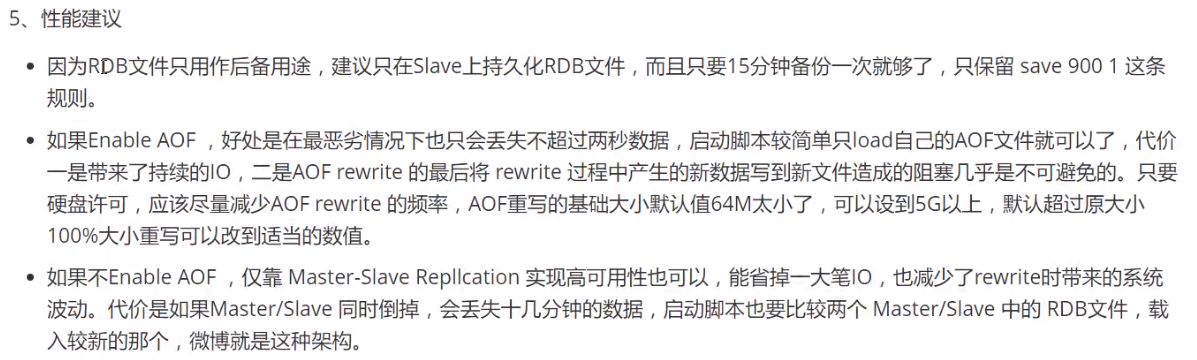 5、性能建议
因为RDB文件只用作后备用途，建议只在Slave上持久化RDB文件，而且只要15分钟备份一次就够了，只保留 save 900 1 这条
规则。
如果Enable AOF ，好处是在最恶劣情况下也只会丢失不超过两秒数据，启动脚本较简单只load自己的AOF文件就可以了，代价
一是带来了持续的IO，二是AOF rewrite 的最后将 rewrite 过程中产生的新数据写到新文件造成的阻塞几乎是不可避免的。只要
硬盘许可，应该尽量减少AOF rewrite 的频率，AOF重写的基础大小默认值64M太小了，可以设到5G以上，默认超过原大小
100%大小重写可以改到适当的数值。
如果不Enable AOF ，仅靠 Master-Slave Repllcation 实现高可用性也可以，能省掉一大笔IO，也减少了rewrite时带来的系统
波动。代价是如果Master/Slave 同时倒掉，会丢失十几分钟的数据，启动脚本也要比较两个 Master/Slave 中的 RDB文件，载
入较新的那个，微博就是这种架构。